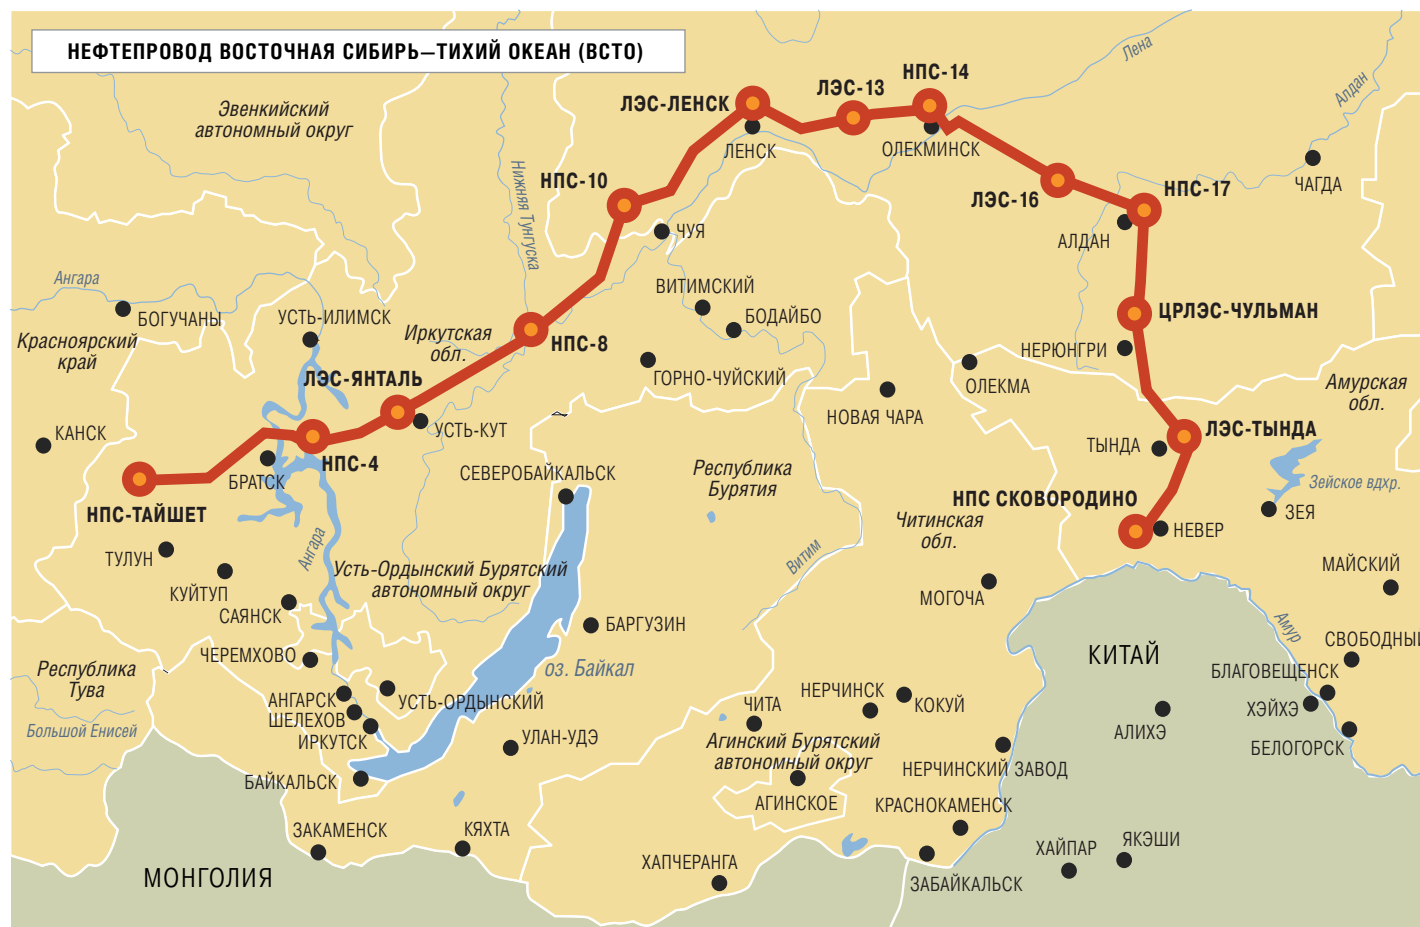 НЕФТЕПРОВОД ВОСТОЧНАЯ СИБИРЬ–ТИХИЙ ОКЕАН (ВСТО)
Лена
НПС-14
ЛЭС-13
ЛЭС-ЛЕНСК
Алдан
Эвенкийский
автономный округ
ЛЕНСК
ОЛЕКМИНСК
НПС-10
Нижняя Тунгуска
ЧАГДА
НПС-17
ЛЭС-16
ЧУЯ
АЛДАН
Ангара
ВИТИМСКИЙ
БОДАЙБО
ЦРЛЭС-ЧУЛЬМАН
БОГУЧАНЫ
УСТЬ-ИЛИМСК
Красноярский
край
Иркутская
обл.
НПС-8
НЕРЮНГРИ
ЛЭС-ЯНТАЛЬ
ГОРНО-ЧУЙСКИЙ
ОЛЕКМА
Амурская
обл.
НОВАЯ ЧАРА
КАНСК
УСТЬ-КУТ
ЛЭС-ТЫНДА
ТЫНДА
НПС-4
БРАТСК
СЕВЕРОБАЙКАЛЬСК
Республика
Бурятия
Зейское вдхр.
НПС-ТАЙШЕТ
НПС СКОВОРОДИНО
ЗЕЯ
Читинская
обл.
НЕВЕР
Ангара
ТУЛУН
Витим
Усть-Ордынский Бурятский
автономный округ
МАЙСКИЙ
КУЙТУП
МОГОЧА
САЯНСК
БАРГУЗИН
Амур
СВОБОДНЫЙ
ЧЕРЕМХОВО
КИТАЙ
Республика
Тува
оз. Байкал
БЛАГОВЕЩЕНСК
АНГАРСК
УСТЬ-ОРДЫНСКИЙ
НЕРЧИНСК
ЧИТА
КОКУЙ
ХЭЙХЭ
ШЕЛЕХОВ
Большой Енисей
ИРКУТСК
УЛАН-УДЭ
Агинский Бурятский
автономный округ
АЛИХЭ
БЕЛОГОРСК
НЕРЧИНСКИЙ ЗАВОД
БАЙКАЛЬСК
АГИНСКОЕ
КРАСНОКАМЕНСК
ЗАКАМЕНСК
КЯХТА
ЯКЭШИ
ХАЙПАР
ХАПЧЕРАНГА
МОНГОЛИЯ
ЗАБАЙКАЛЬСК